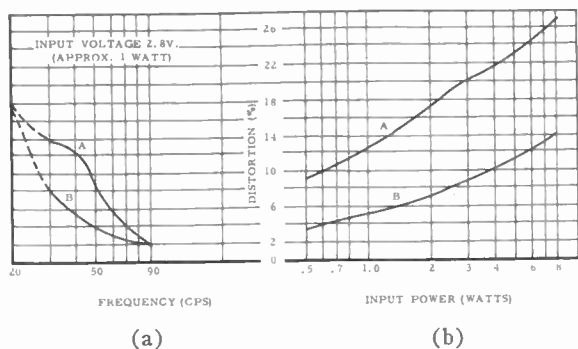 INPUT VOLTAGE 2.8V.
(APPROX. 1 WATT)
A
B
20 50 90
FREQUENCY (CPS)
(a)
DISTORTION (%)
26
22
18
14
10
6
2
0
A
B
.5 .7 1.0 2 4 6 8
INPUT POWER (WATTS)
(b)